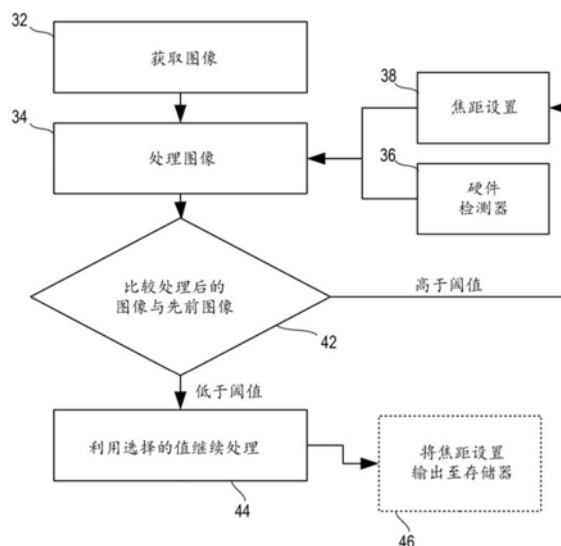 32
获取图像
34
处理图像
38
焦距设置
36
硬件
检测器
比较处理后的
图像与先前图像
42
高于阈值
低于阈值
利用选择的值继续处理
44
将焦距设置
输出至存储器
46